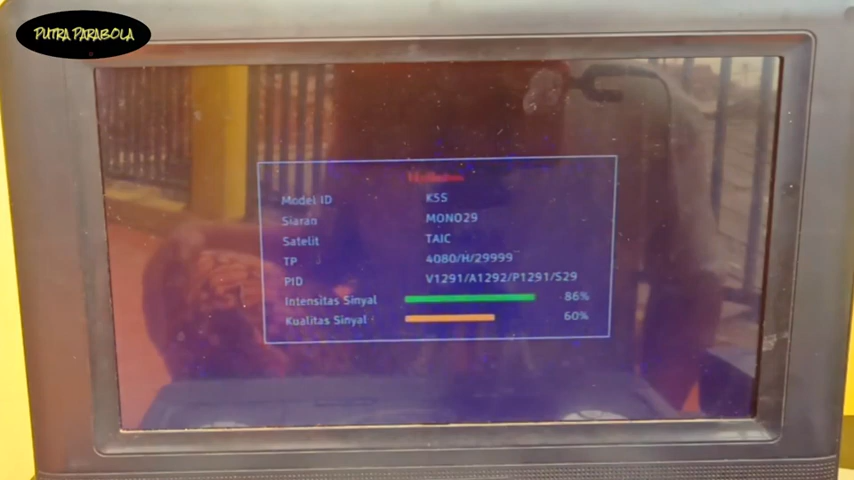 PUTRA PARABOLA
Model ID K5S
Siaran MONO29
Satelit TAIC
TP 4080/H/29999
PID V1291/A1292/P1291/S29
Intensitas Sinyal 86%
Kualitas Sinyal 60%